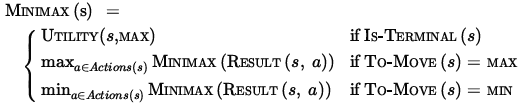 MINIMAX (s) =
UTILITY(s,MAX) if IS-TERMINAL (s)
max_{a∈Actions(s)} MINIMAX (RESULT (s, a)) if TO-MOVE (s) = MAX
min_{a∈Actions(s)} MINIMAX (RESULT (s, a)) if TO-MOVE (s) = MIN